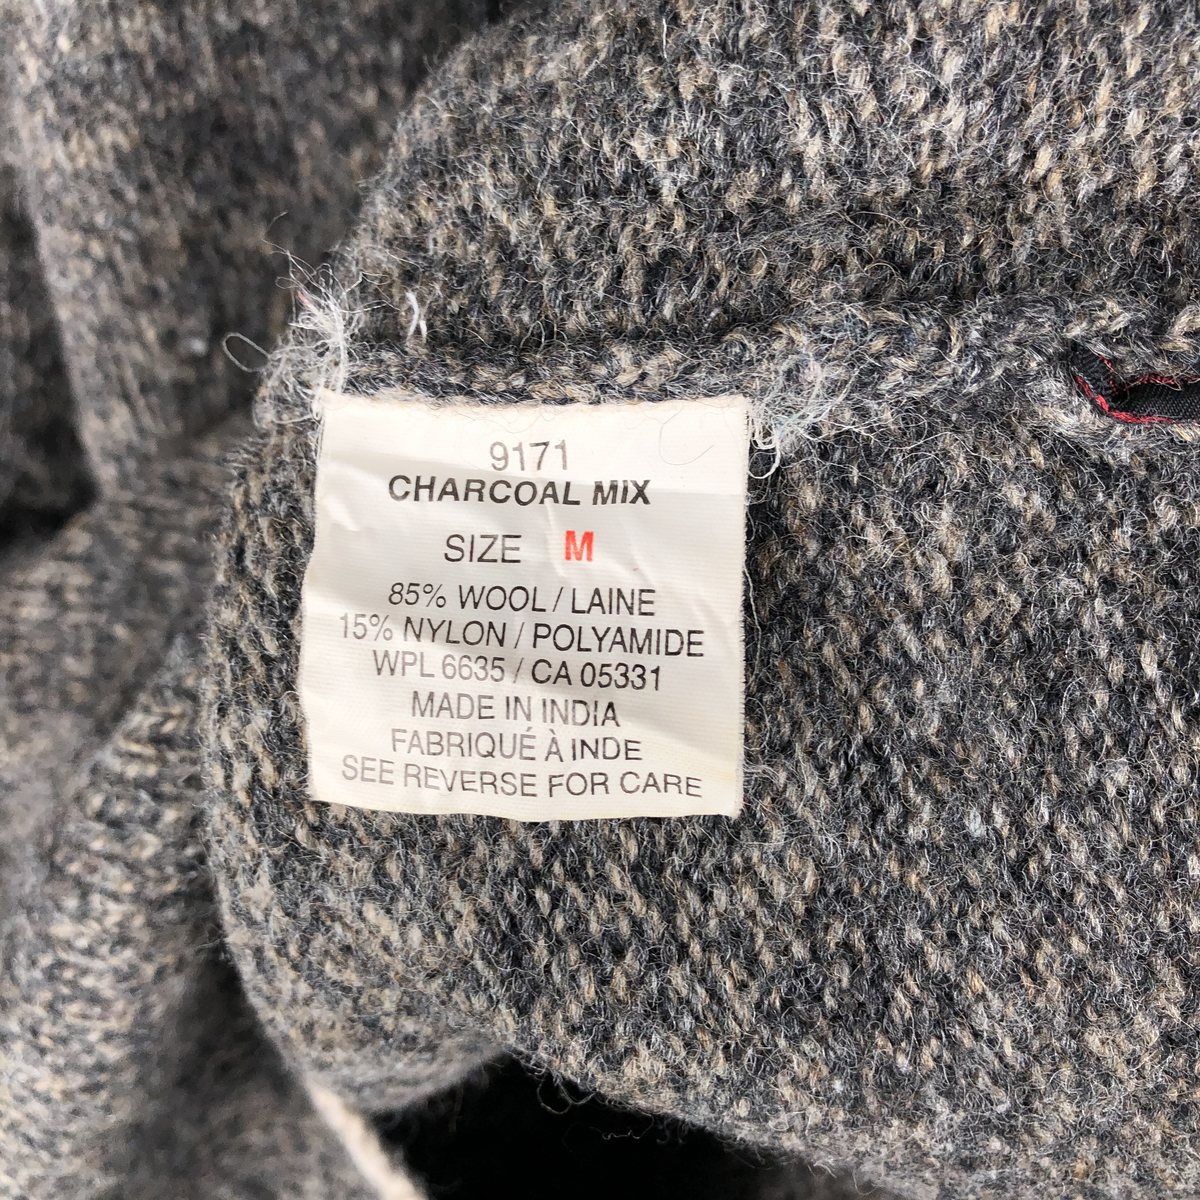 9171
CHARCOAL MIX
SIZE M
85% WOOL / LAINE
15% NYLON / POLYAMIDE
WPL 6635 / CA 05331
MADE IN INDIA
FABRIQUÉ À INDE
SEE REVERSE FOR CARE